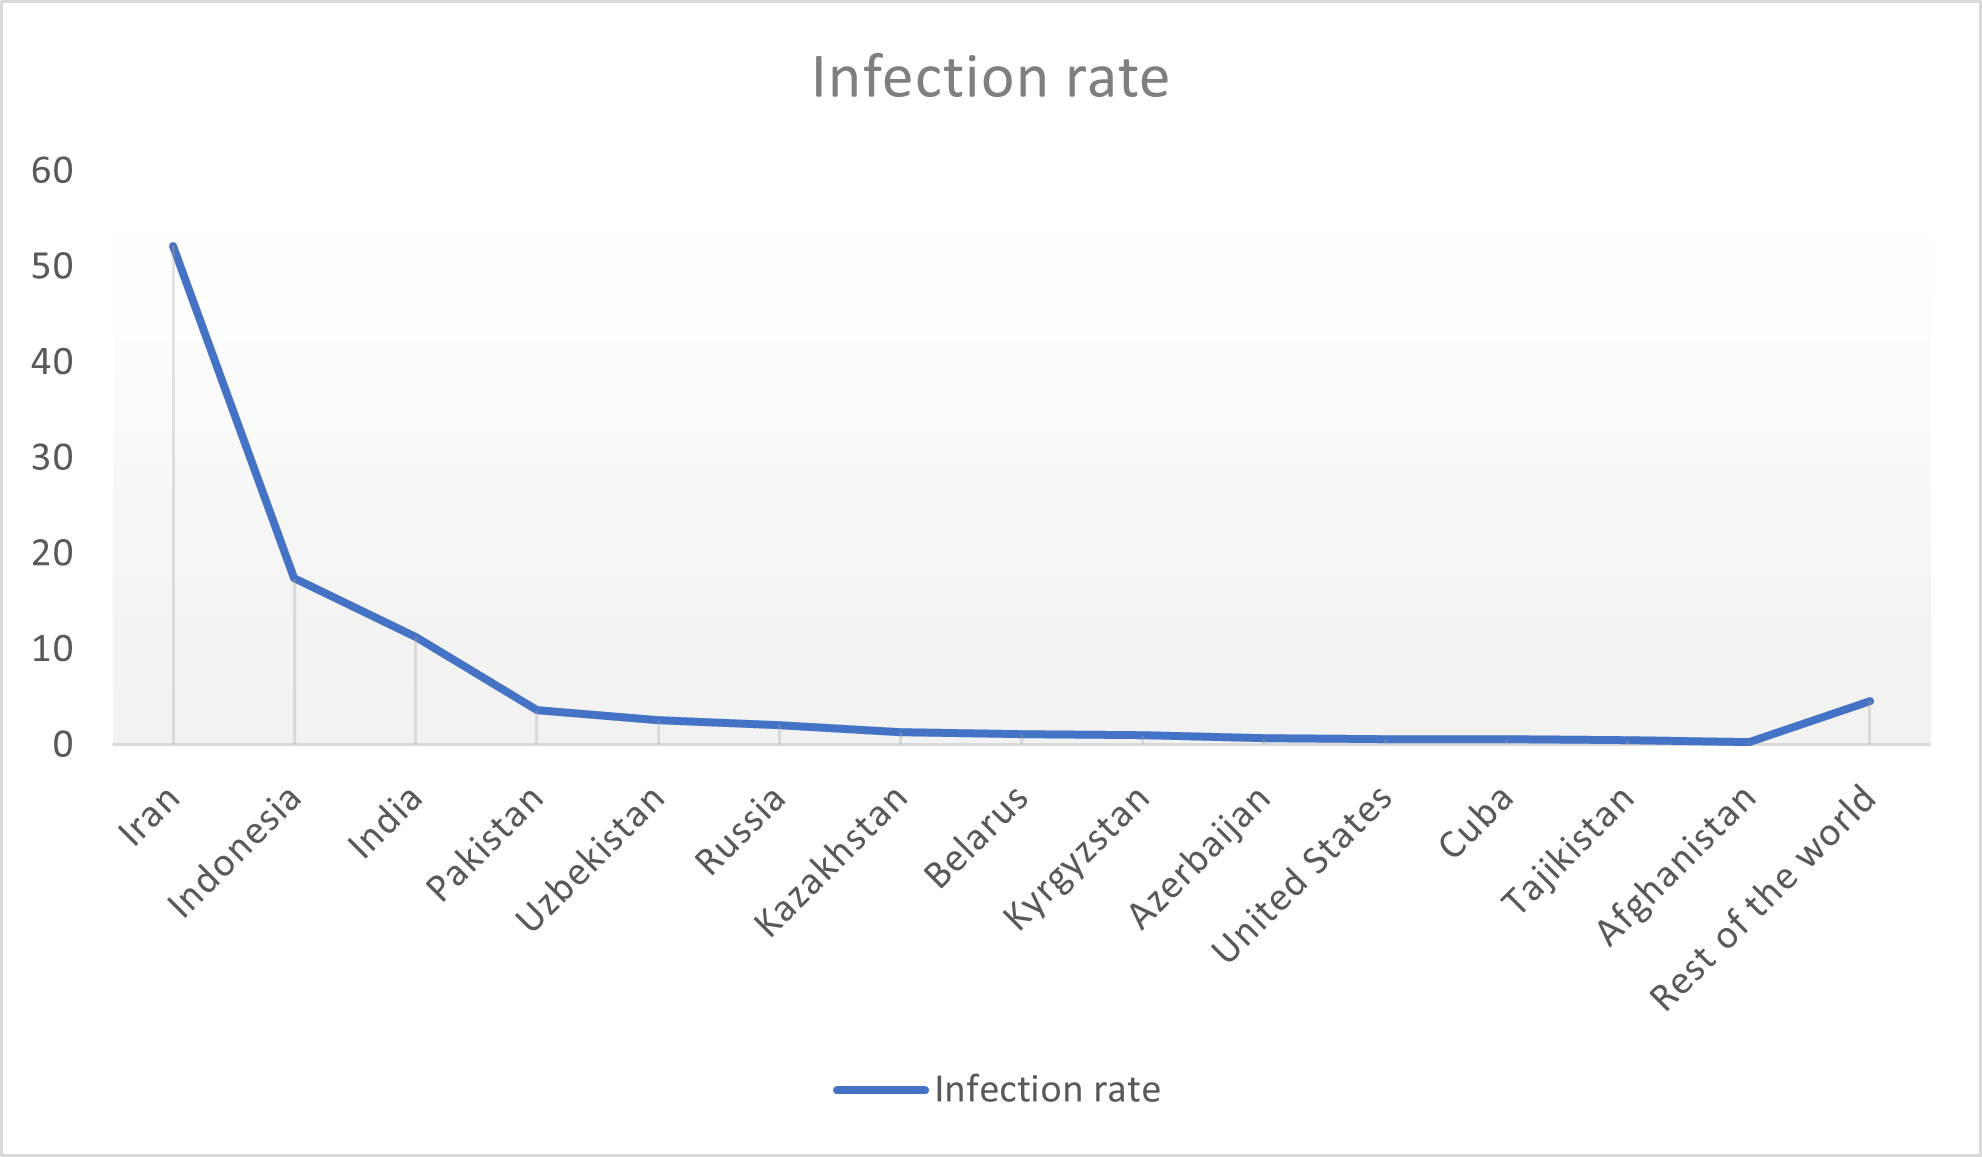 Infection rate
60
50
40
30
20
10
0
Iran
Indonesia
India
Pakistan
Uzbekistan
Russia
Kazakhstan
Belarus
Kyrgyzstan
Azerbaijan
United States
Cuba
Tajikistan
Afghanistan
Rest of the world
Infection rate